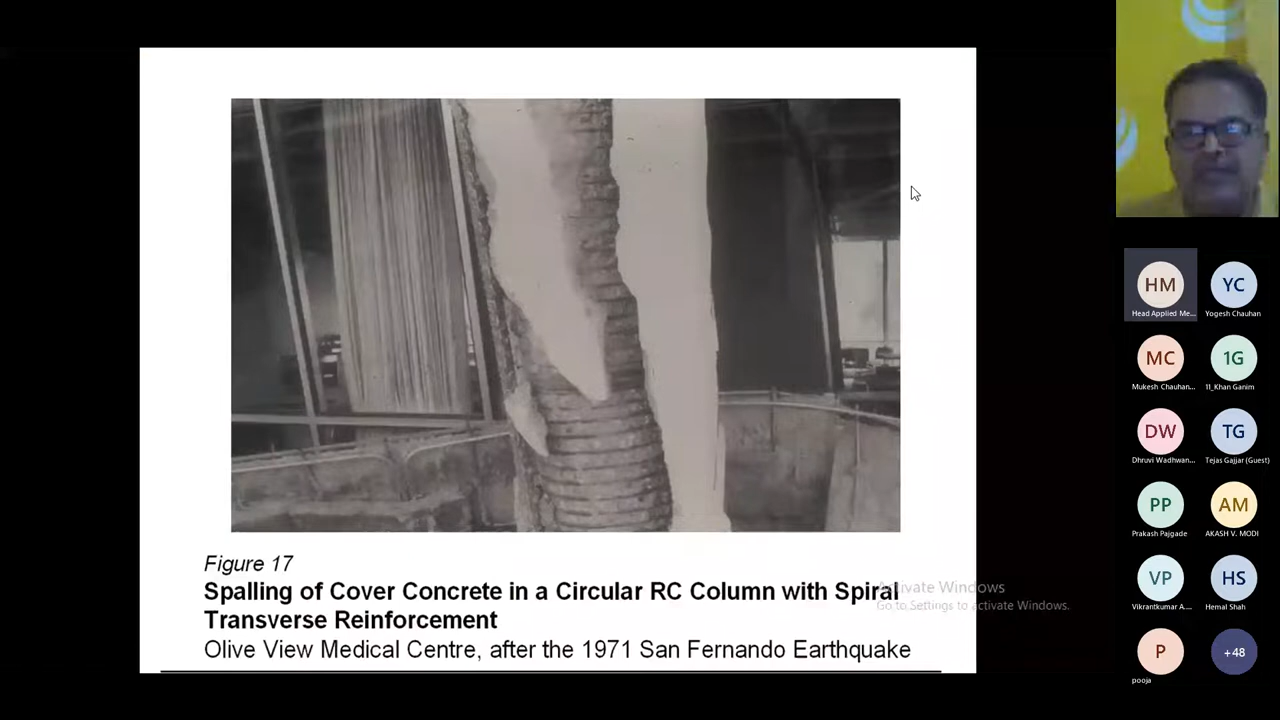 Figure 17
Spalling of Cover Concrete in a Circular RC Column with Spiral
Transverse Reinforcement
Olive View Medical Centre, after the 1971 San Fernando Earthquake
Activate Windows
Go to Settings to activate Windows.
HM
Head Applied Me...
YC
Yogesh Chauhan
MC
Mukesh Chauhan...
1G
11_Khan Ganim
DW
Dhruvi Wadhwan...
TG
Tejas Gajjar (Guest)
PP
Prakash Pajgade
AM
AKASH V. MODI
VP
Vikrantkumar A....
HS
Hemal Shah
P
pooja
+48